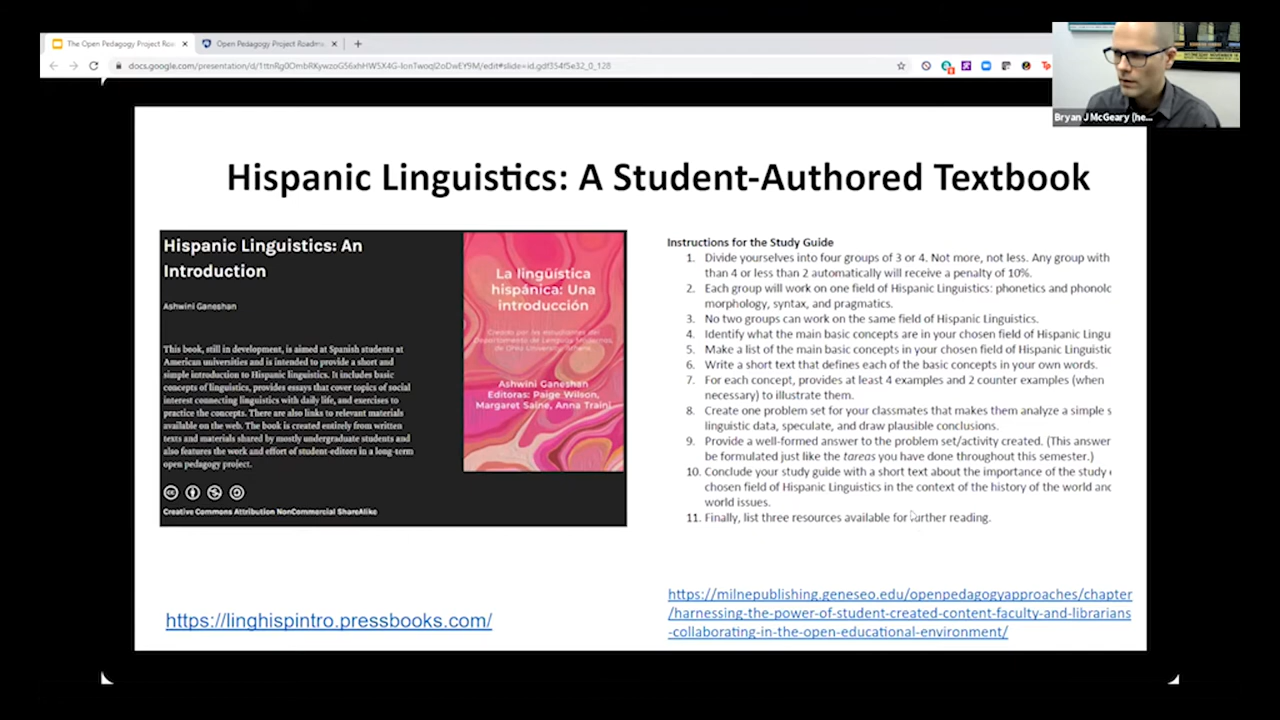 The Open Pedagogy Project Roa
Open Pedagogy Project Roadma
docs.google.com/presentation/d/1ttnRg0OmbRKywzoG56xhHWSX4G-IonTwoql2oDwEY9M/edit#slide=id.gdf354f5e32_0_128
Bryan J McGeary (he...
Hispanic Linguistics: A Student-Authored Textbook
Hispanic Linguistics: An
Introduction
Ashwini Ganeshan
This book, still in development, is aimed at Spanish students at
American universities and is intended to provide a short and
simple introduction to Hispanic linguistics. It includes basic
concepts of linguistics, provides essays that cover topics of social
interest connecting linguistics with daily life, and exercises to
practice the concepts. There are also links to relevant materials
available on the web. The book is created entirely from written
texts and materials shared by mostly undergraduate students and
also features the work and effort of student-editors in a long-term
open pedagogy project.
Creative Commons Attribution NonCommercial ShareAlike
La lingüística
hispánica: Una
introducción
Creado por los estudiantes del
Departamento de Lenguas Modernas,
de Ohio University, Athens
Ashwini Ganeshan
Editoras: Paige Wilson,
Margaret Saine, Anna Traini
https://linghispintro.pressbooks.com/
Instructions for the Study Guide
1. Divide yourselves into four groups of 3 or 4. Not more, not less. Any group with
than 4 or less than 2 automatically will receive a penalty of 10%.
2. Each group will work on one field of Hispanic Linguistics: phonetics and phonolo
morphology, syntax, and pragmatics.
3. No two groups can work on the same field of Hispanic Linguistics.
4. Identify what the main basic concepts are in your chosen field of Hispanic Lingu
5. Make a list of the main basic concepts in your chosen field of Hispanic Linguistic
6. Write a short text that defines each of the basic concepts in your own words.
7. For each concept, provides at least 4 examples and 2 counter examples (when
necessary) to illustrate them.
8. Create one problem set for your classmates that makes them analyze a simple s
linguistic data, speculate, and draw plausible conclusions.
9. Provide a well-formed answer to the problem set/activity created. (This answer
be formulated just like the tareas you have done throughout this semester.)
10. Conclude your study guide with a short text about the importance of the study
chosen field of Hispanic Linguistics in the context of the history of the world and
world issues.
11. Finally, list three resources available for further reading.
https://milnepublishing.geneseo.edu/openpedagogyapproaches/chapter
/harnessing-the-power-of-student-created-content-faculty-and-librarians
-collaborating-in-the-open-educational-environment/